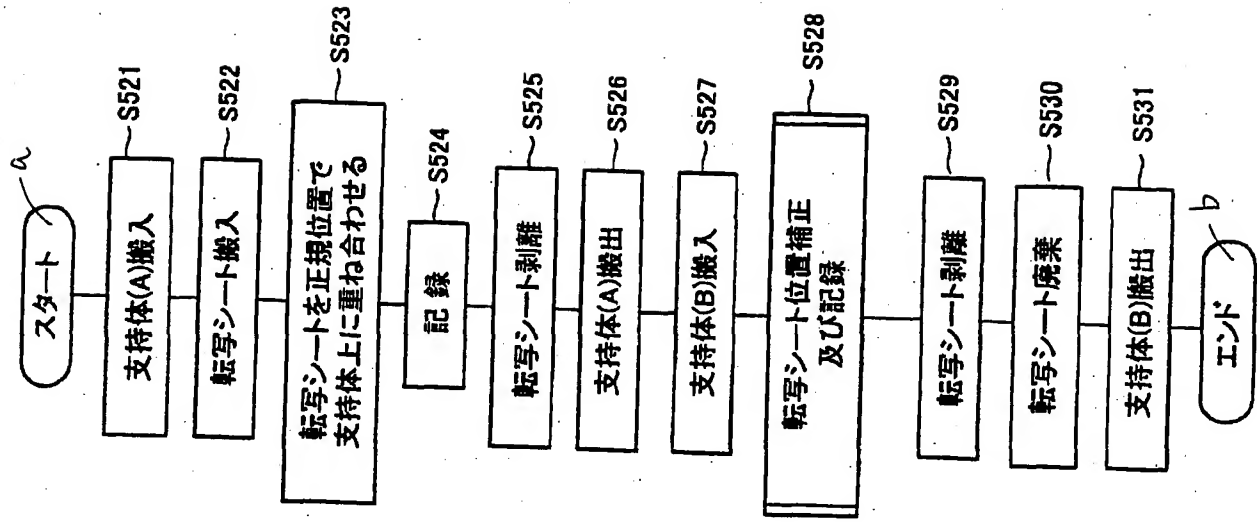 a
スタート
支持体(A)搬入
S521
転写シート搬入
S522
転写シートを正規位置で
支持体上に重ね合わせる
S523
記 録
S524
転写シート剥離
S525
支持体(A)搬出
S526
支持体(B)搬入
S527
転写シート位置補正
及び記録
S528
転写シート剥離
S529
転写シート廃棄
S530
支持体(B)搬出
S531
エンド
b